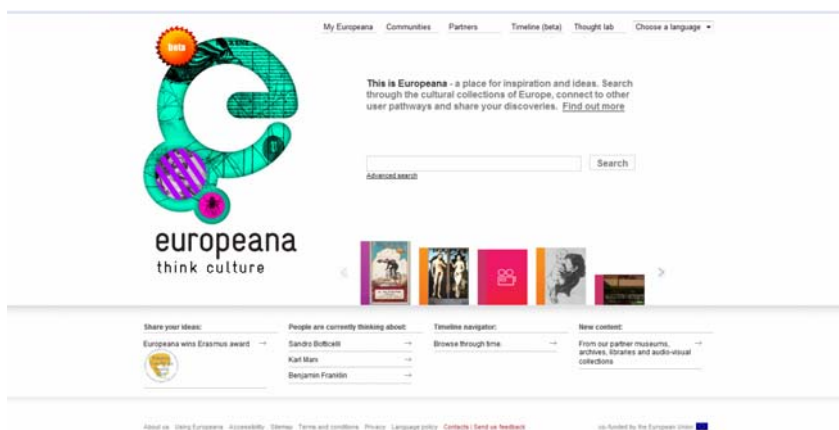 My Europeana Communities Partners Timeline (beta) Thought lab Choose a language
beta
This is Europeana - a place for inspiration and ideas. Search
through the cultural collections of Europe, connect to other
user pathways and share your discoveries. Find out more
Search
Advanced search
europeana
think culture
Share your ideas:
Europeana wins Erasmus award
People are currently thinking about:
Sandro Botticelli
Karl Marx
Benjamin Franklin
Timeline navigator:
Browse through time.
New content:
From our partner museums,
archives, libraries and audio-visual
collections
About us Using Europeana Accessibility Sitemap Terms and conditions Privacy Language policy Contacts | Send us feedback co-funded by the European Union